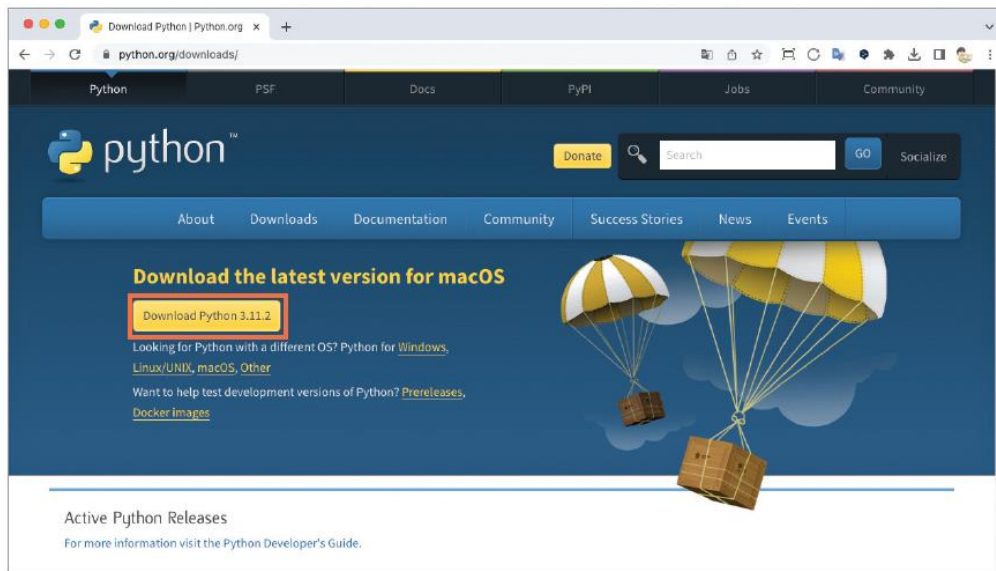 Download Python | Python.org
python.org/downloads/
Python PSF Docs PyPI Jobs Community
python™
Donate Search GO Socialize
About Downloads Documentation Community Success Stories News Events
Download the latest version for macOS
Download Python 3.11.2
Looking for Python with a different OS? Python for Windows,
Linux/UNIX, macOS, Other
Want to help test development versions of Python? Prereleases,
Docker images
Active Python Releases
For more information visit the Python Developer's Guide.